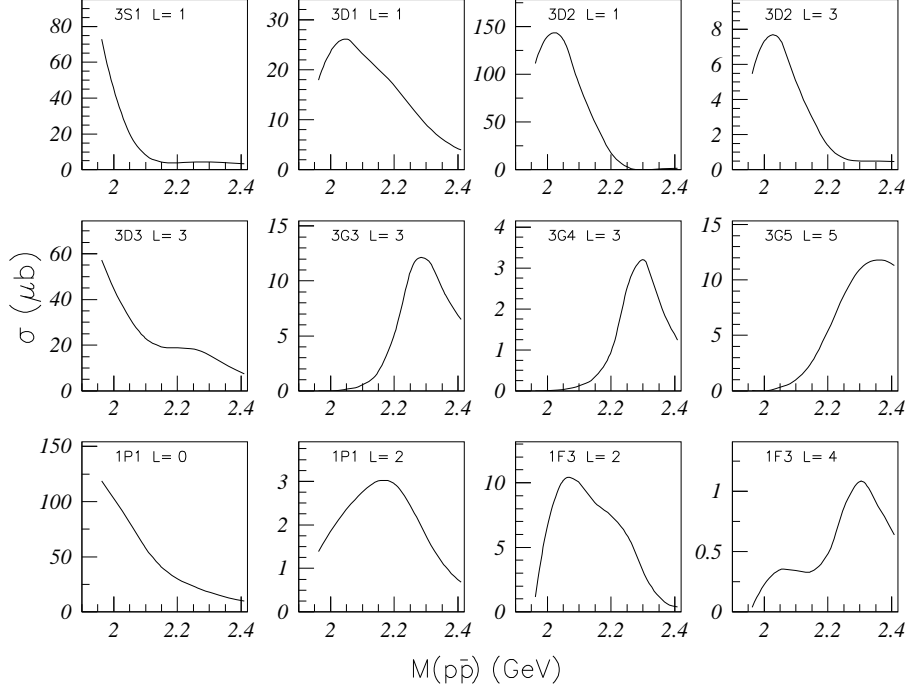 3S1 L= 1
3D1 L= 1
3D2 L= 1
3D2 L= 3
80
60
40
20
0
30
20
10
0
150
100
50
0
8
6
4
2
0
2 2.2 2.4
2 2.2 2.4
2 2.2 2.4
2 2.2 2.4
3D3 L= 3
3G3 L= 3
3G4 L= 3
3G5 L= 5
60
40
20
0
15
10
5
0
4
3
2
1
0
15
10
5
0
2 2.2 2.4
2 2.2 2.4
2 2.2 2.4
2 2.2 2.4
σ (μb)
1P1 L=0
1P1 L= 2
1F3 L= 2
1F3 L= 4
150
100
50
0
4
3
2
1
0
10
5
0
1
0.5
0
2 2.2 2.4
2 2.2 2.4
2 2.2 2.4
2 2.2 2.4
M(pp̄) (GeV)